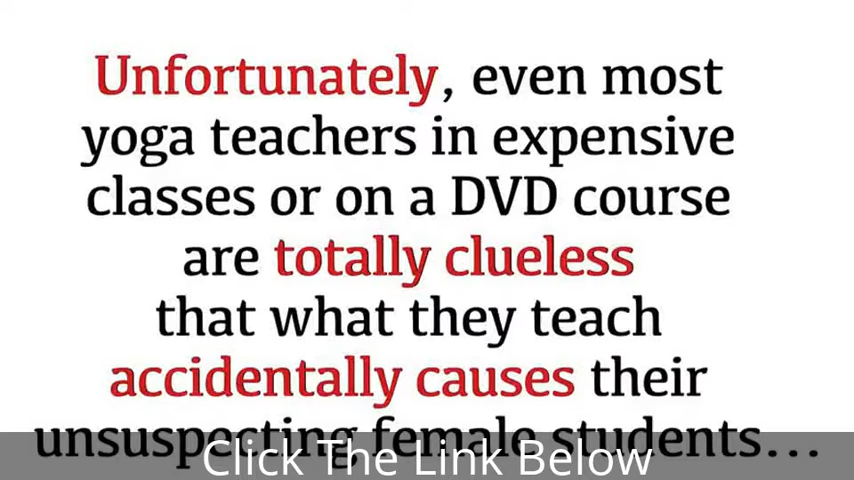 Unfortunately, even most
yoga teachers in expensive
classes or on a DVD course
are totally clueless
that what they teach
accidentally causes their
unsuspecting female students...
Click The Link Below